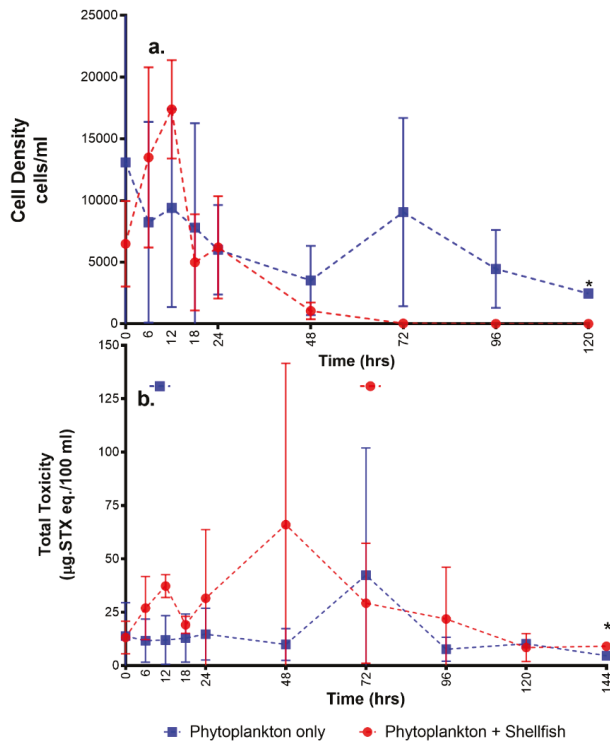 a.
Cell Density
cells/ml
25000
20000
15000
10000
5000
0
0 6 12 18 24 48 72 96 120
*
Time (hrs)
b.
Total Toxicity
(µg.STX eq./100 ml)
150
125
100
75
50
25
0
0 6 12 18 24 48 72 96 120 144
*
Time (hrs)
Phytoplankton only Phytoplankton + Shellfish